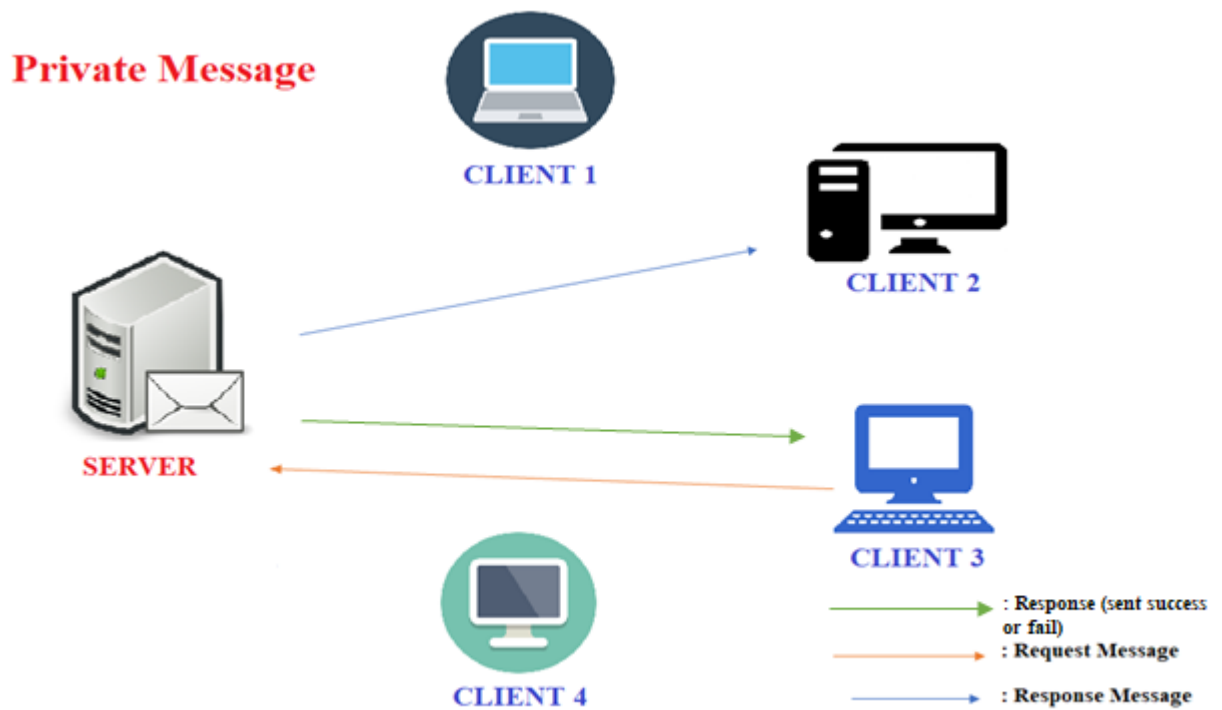 Private Message
CLIENT 1
CLIENT 2
SERVER
CLIENT 3
CLIENT 4
: Response (sent success
or fail)
: Request Message
: Response Message